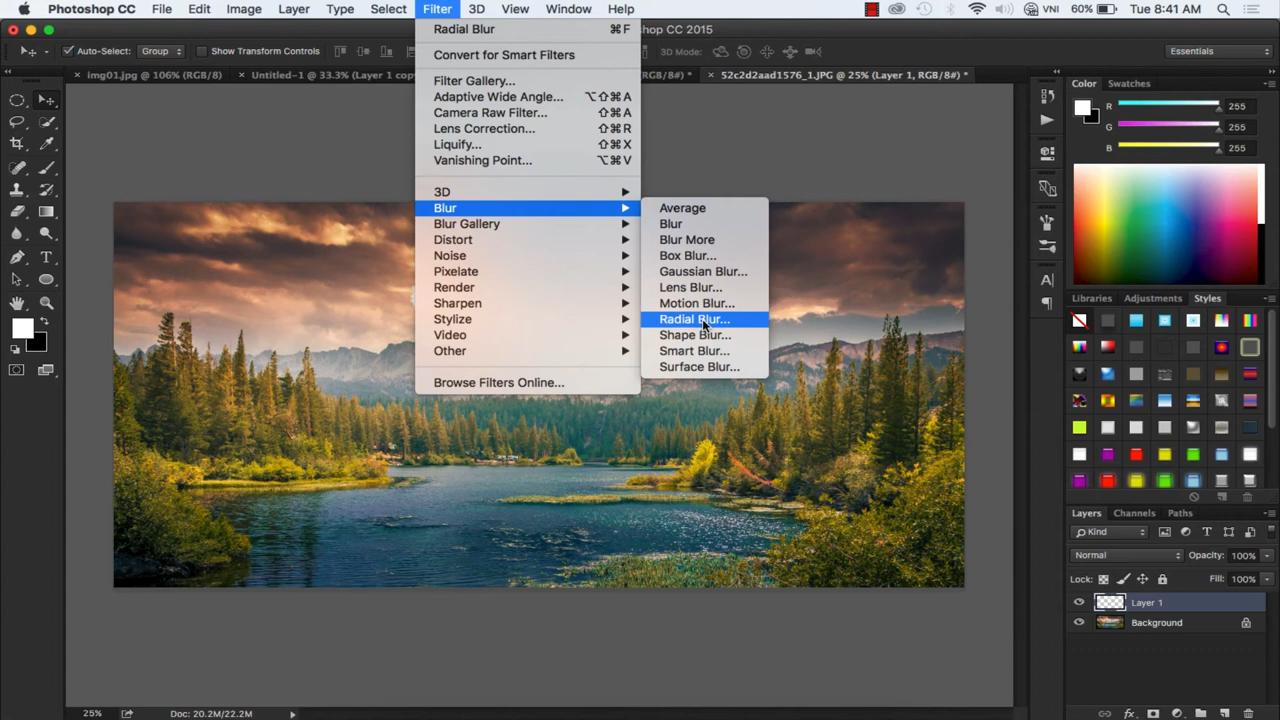 Photoshop CC File Edit Image Layer Type Select Filter 3D View Window Help VNI 60% Tue 8:41 AM
shop CC 2015
Auto-Select: Group Show Transform Controls 3D Mode: Essentials
img01.jpg @ 106% (RGB/8) Untitled-1 @ 33.3% (Layer 1 cop RGB/8) * 52c2d2aad1576_1.JPG @ 25% (Layer 1, RGB/8#) *
Radial Blur ⌘F
Convert for Smart Filters
Filter Gallery...
Adaptive Wide Angle... ⌥⇧⌘A
Camera Raw Filter... ⇧⌘A
Lens Correction... ⇧⌘R
Liquify... ⇧⌘X
Vanishing Point... ⌥⌘V
3D
Blur
Blur Gallery
Distort
Noise
Pixelate
Render
Sharpen
Stylize
Video
Other
Browse Filters Online...
Average
Blur
Blur More
Box Blur...
Gaussian Blur...
Lens Blur...
Motion Blur...
Radial Blur...
Shape Blur...
Smart Blur...
Surface Blur...
Color Swatches
R 255
G 255
B 255
Libraries Adjustments Styles
Layers Channels Paths
Kind
Normal Opacity: 100%
Lock: Fill: 100%
Layer 1
Background
25% Doc: 20.2M/22.2M